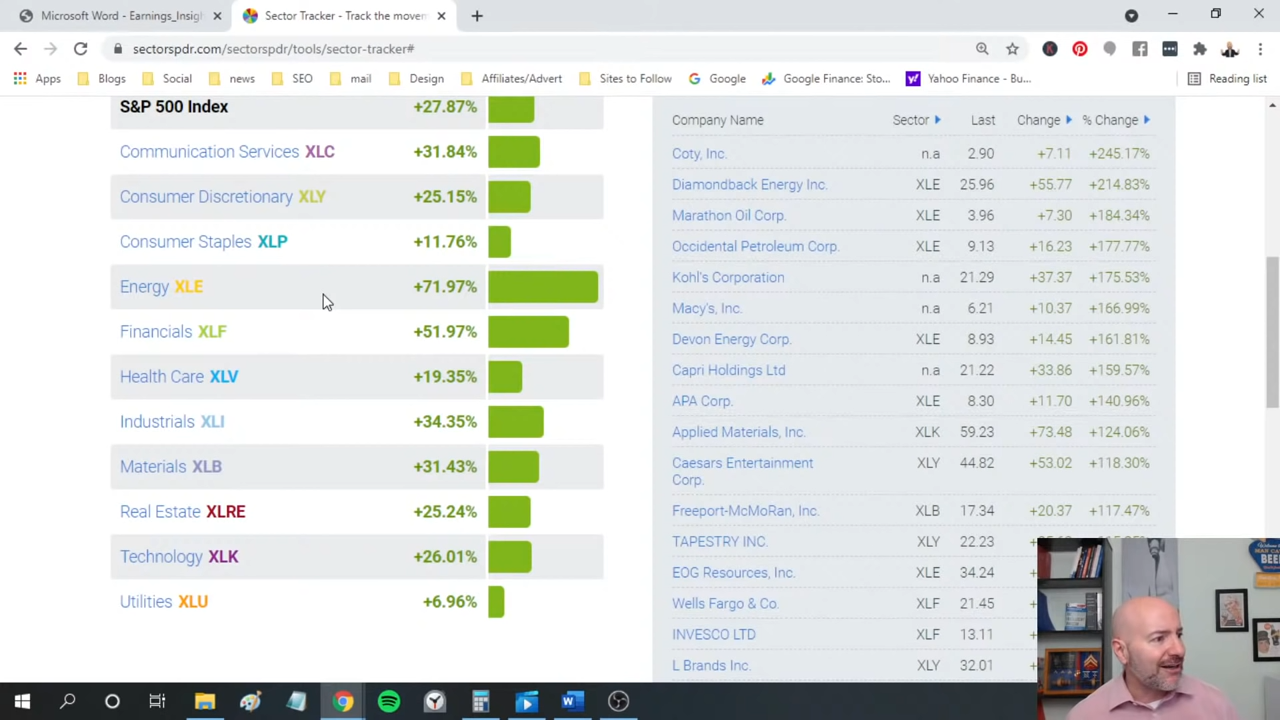 Microsoft Word - Earnings_Insigh
Sector Tracker - Track the movem
sectorspdr.com/sectorspdr/tools/sector-tracker#
Apps Blogs Social news SEO mail Design Affiliates/Advert Sites to Follow Google Google Finance: Sto... Yahoo Finance - Bu... Reading list
S&P 500 Index +27.87%
Communication Services XLC +31.84%
Consumer Discretionary XLY +25.15%
Consumer Staples XLP +11.76%
Energy XLE +71.97%
Financials XLF +51.97%
Health Care XLV +19.35%
Industrials XLI +34.35%
Materials XLB +31.43%
Real Estate XLRE +25.24%
Technology XLK +26.01%
Utilities XLU +6.96%
Company Name Sector Last Change % Change
Coty, Inc. n.a 2.90 +7.11 +245.17%
Diamondback Energy Inc. XLE 25.96 +55.77 +214.83%
Marathon Oil Corp. XLE 3.96 +7.30 +184.34%
Occidental Petroleum Corp. XLE 9.13 +16.23 +177.77%
Kohl's Corporation n.a 21.29 +37.37 +175.53%
Macy's, Inc. n.a 6.21 +10.37 +166.99%
Devon Energy Corp. XLE 8.93 +14.45 +161.81%
Capri Holdings Ltd n.a 21.22 +33.86 +159.57%
APA Corp. XLE 8.30 +11.70 +140.96%
Applied Materials, Inc. XLK 59.23 +73.48 +124.06%
Caesars Entertainment XLY 44.82 +53.02 +118.30%
Corp.
Freeport-McMoRan, Inc. XLB 17.34 +20.37 +117.47%
TAPESTRY INC. XLY 22.23
EOG Resources, Inc. XLE 34.24
Wells Fargo & Co. XLF 21.45
INVESCO LTD XLF 13.11
L Brands Inc. XLY 32.01